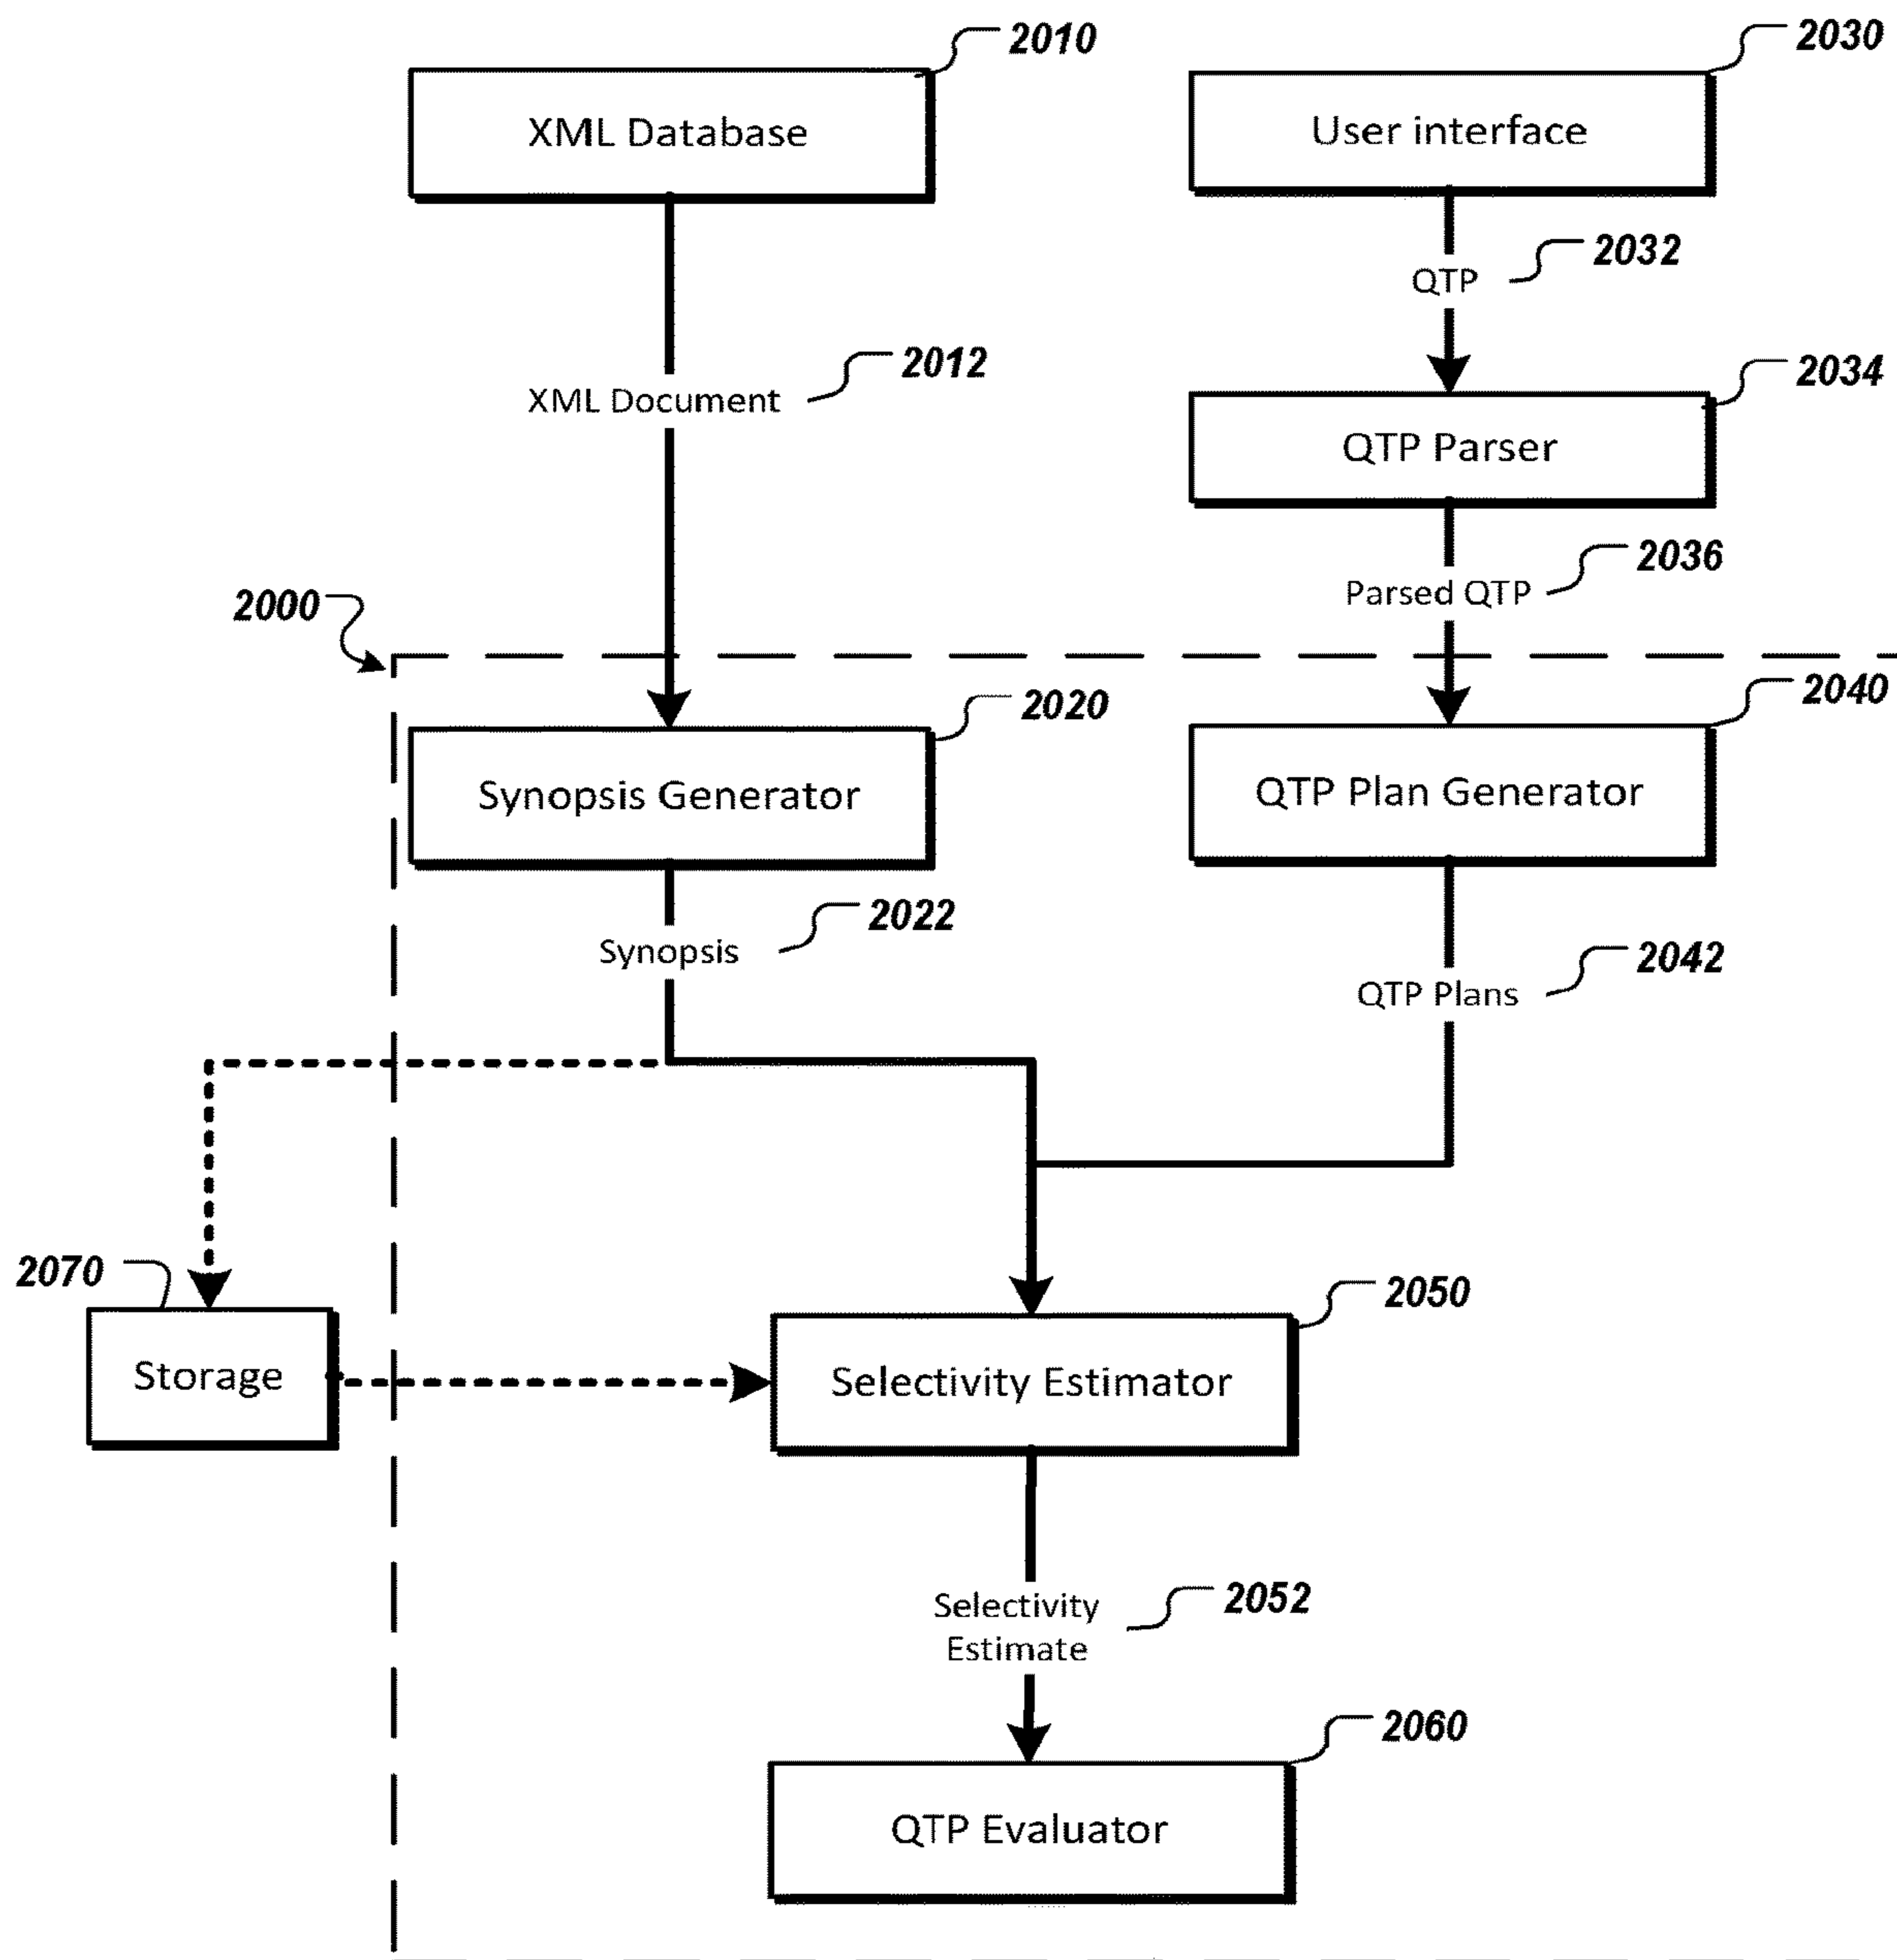 2010
XML Database
2030
User interface
2032
QTP
2012
XML Document
2034
QTP Parser
2036
Parsed QTP
2000
2020
Synopsis Generator
2040
QTP Plan Generator
2022
Synopsis
2042
QTP Plans
2070
Storage
2050
Selectivity Estimator
2052
Selectivity
Estimate
2060
QTP Evaluator